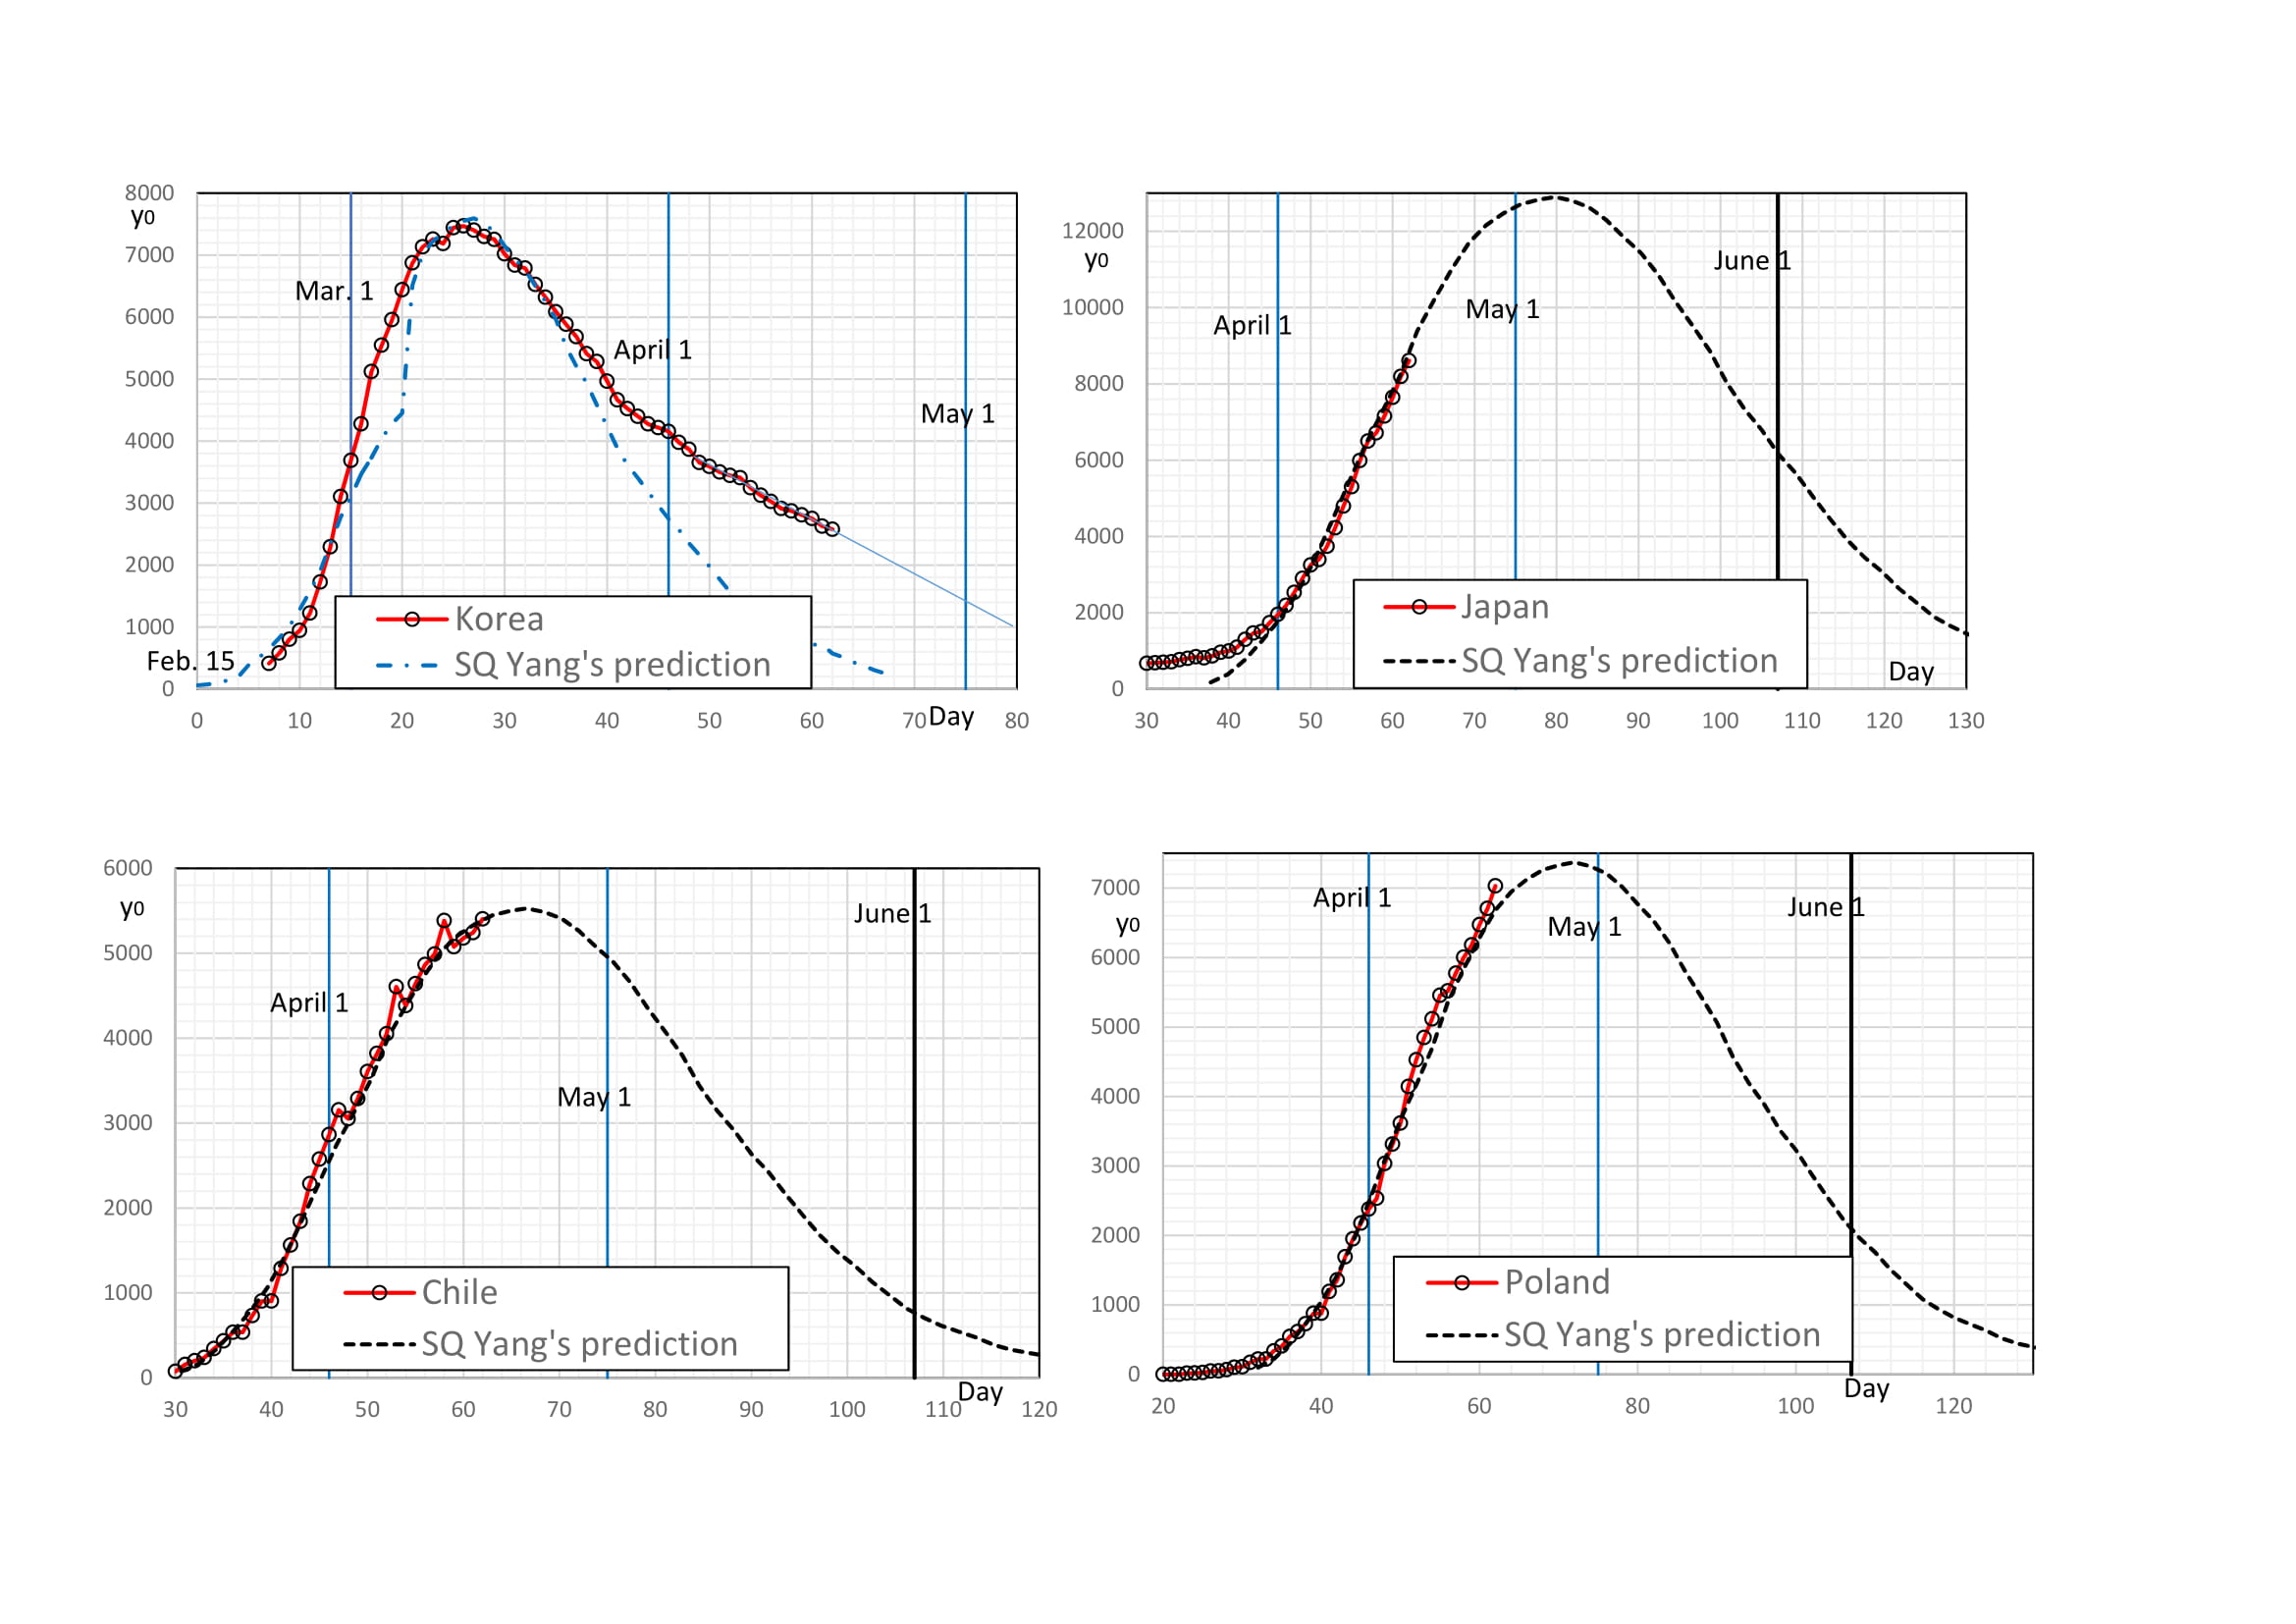 8000
y0
7000
Mar. 1
6000
April 1
5000
May 1
4000
3000
2000
1000
Korea
Feb. 15
SQ Yang's prediction
0
0 10 20 30 40 50 60 70 Day 80
12000
y0
June 1
10000
May 1
April 1
8000
6000
4000
2000
Japan
SQ Yang's prediction
Day
0
30 40 50 60 70 80 90 100 110 120 130
6000
y0
June 1
5000
April 1
4000
May 1
3000
2000
1000
Chile
SQ Yang's prediction
0
Day
30 40 50 60 70 80 90 100 110 120
7000
April 1
June 1
y0
May 1
6000
5000
4000
3000
2000
Poland
1000
SQ Yang's prediction
0
Day
20 40 60 80 100 120